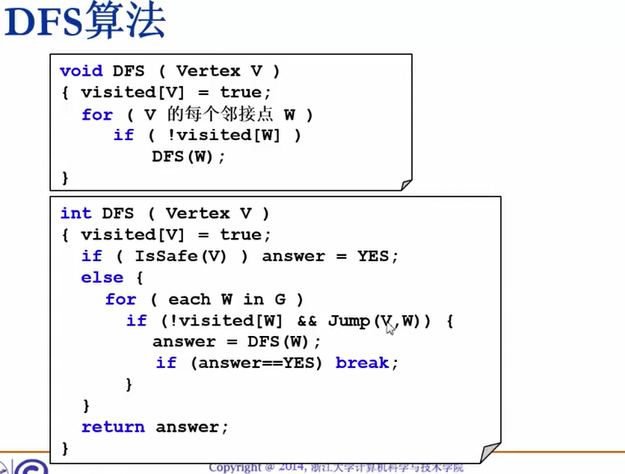 DFS算法
void DFS ( Vertex V )
{ visited[V] = true;
for ( V 的每个邻接点 W )
if ( !visited[W] )
DFS(W);
}
int DFS ( Vertex V )
{ visited[V] = true;
if ( IsSafe(V) ) answer = YES;
else {
for ( each W in G )
if (!visited[W] && Jump(V,W)) {
answer = DFS(W);
if (answer==YES) break;
}
}
return answer;
}
Copyright @ 2014, 浙江大学计算机科学与技术学院